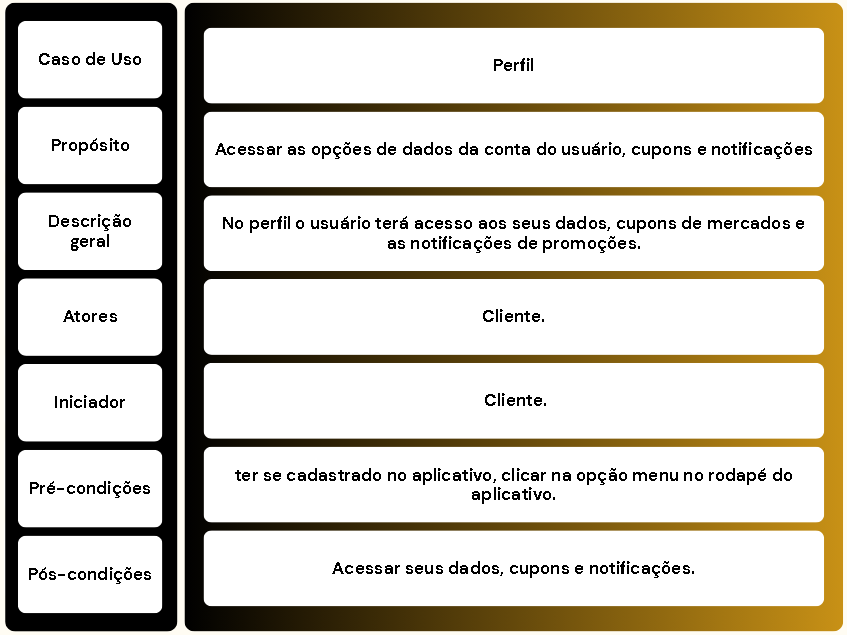 Caso de Uso
Perfil
Propósito
Acessar as opções de dados da conta do usuário, cupons e notificações
Descrição
geral
No perfil o usuário terá acesso aos seus dados, cupons de mercados e
as notificações de promoções.
Atores
Cliente.
Iniciador
Cliente.
Pré-condições
ter se cadastrado no aplicativo, clicar na opção menu no rodapé do
aplicativo.
Pós-condições
Acessar seus dados, cupons e notificações.